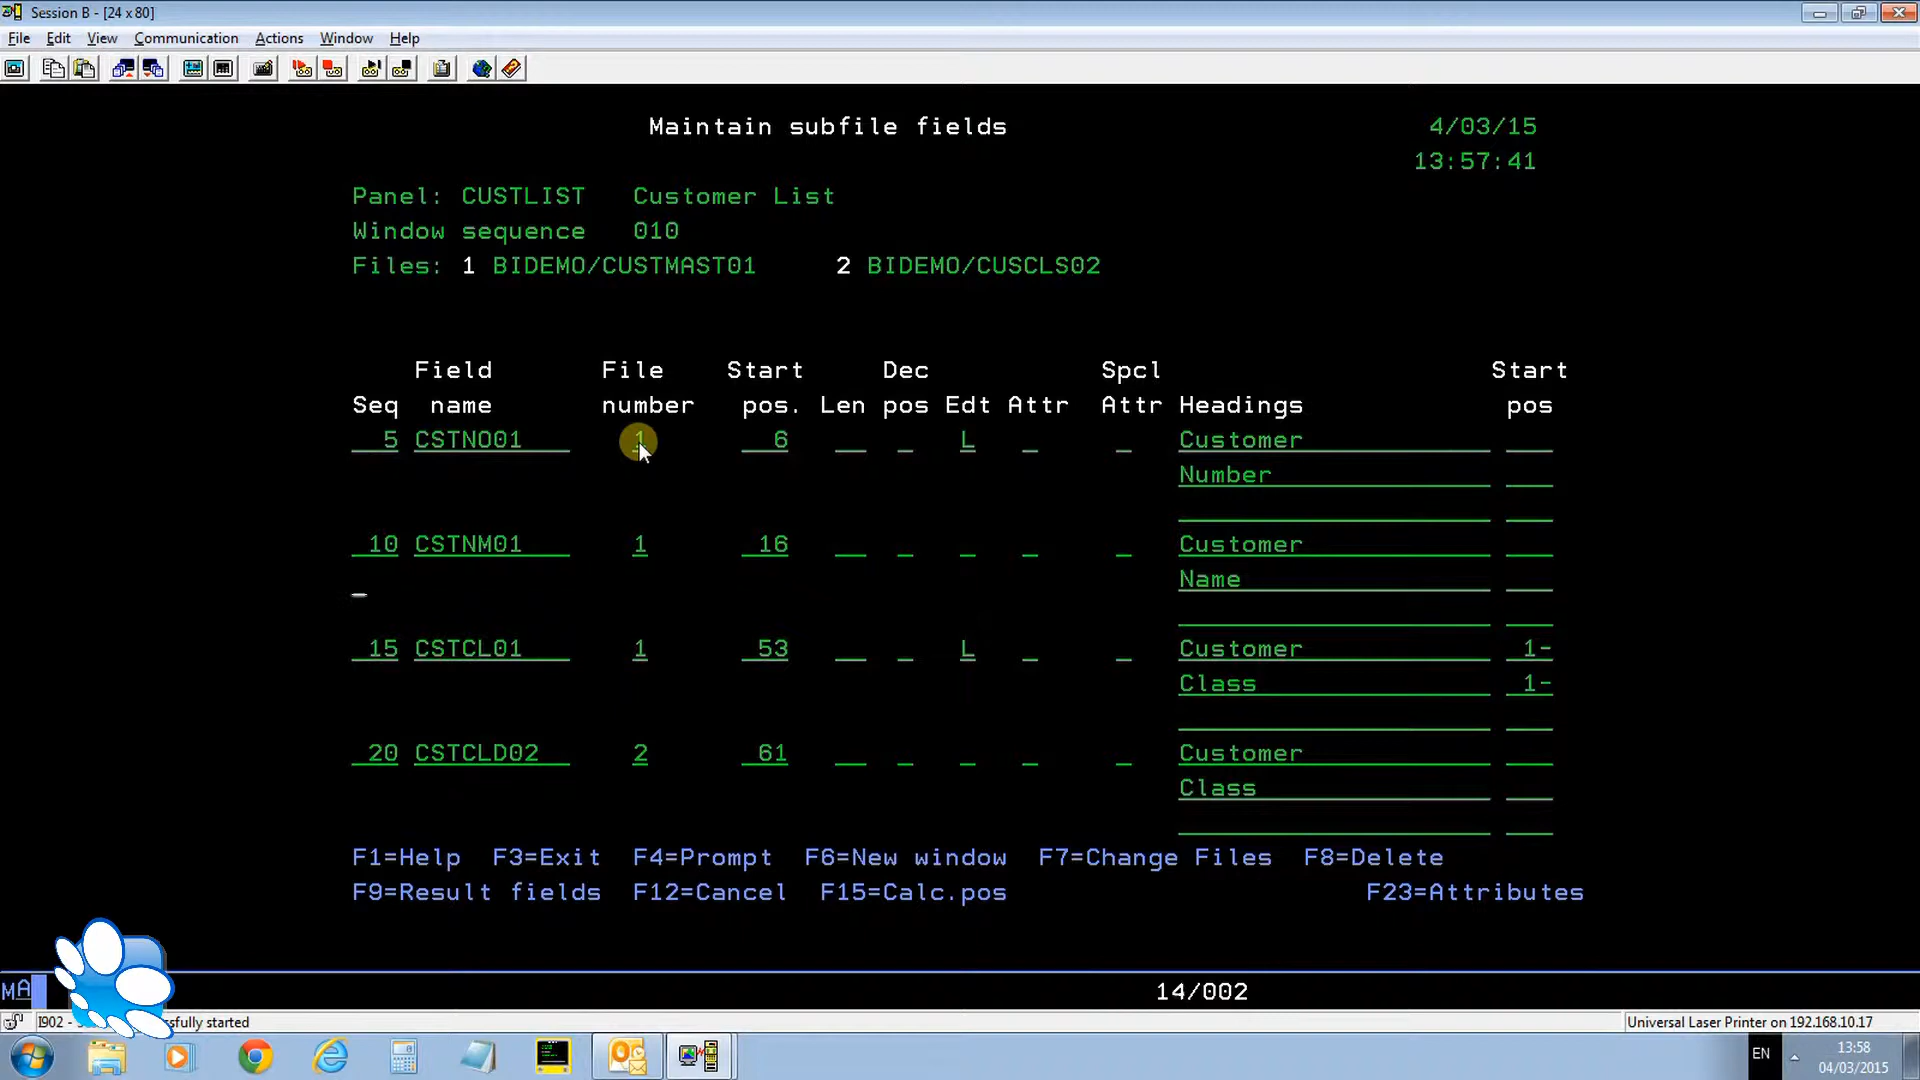 Session B - [24 x 80]
File Edit View Communication Actions Window Help
Maintain subfile fields 4/03/15
13:57:41
Panel: CUSTLIST Customer List
Window sequence 010
Files: 1 BIDEMO/CUSTMAST01 2 BIDEMO/CUSCLS02
Field File Start Dec Spcl Start
Seq name number pos. Len pos Edt Attr Attr Headings pos
5 CSTNO01 1 6 L Customer
Number
10 CSTNM01 1 16 Customer
Name
15 CSTCL01 1 53 L Customer 1-
Class 1-
20 CSTCLD02 2 61 Customer
Class
F1=Help F3=Exit F4=Prompt F6=New window F7=Change Files F8=Delete
F9=Result fields F12=Cancel F15=Calc.pos F23=Attributes
MA 14/002
I902 - fully started Universal Laser Printer on 192.168.10.17
EN 13:58
04/03/2015